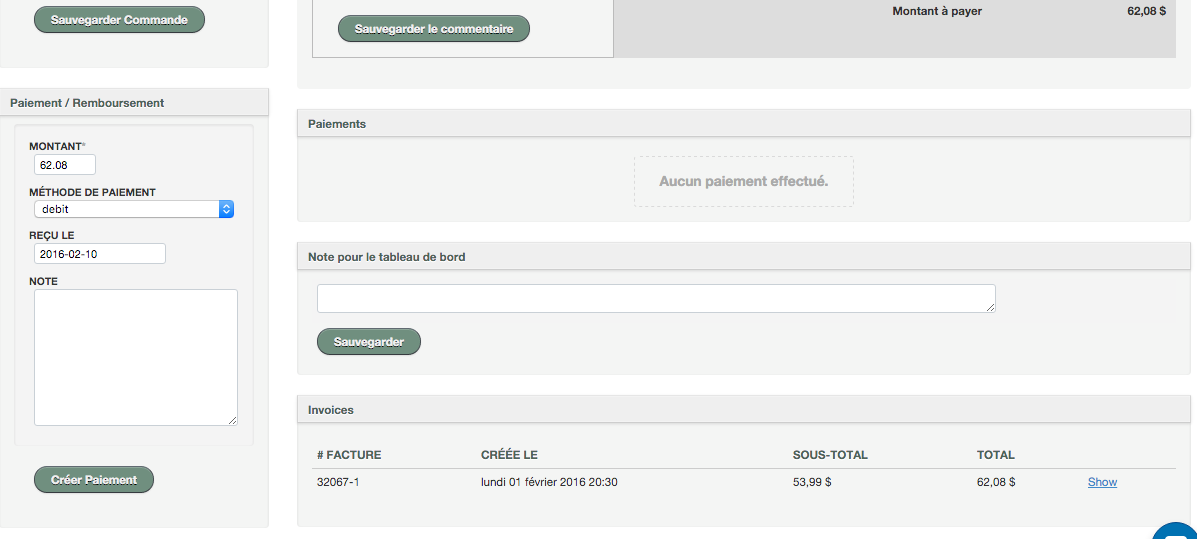 Sauvegarder Commande
Paiement / Remboursement
MONTANT*
62.08
MÉTHODE DE PAIEMENT
debit
REÇU LE
2016-02-10
NOTE
Créer Paiement
Sauvegarder le commentaire
Montant à payer 62,08 $
Paiements
Aucun paiement effectué.
Note pour le tableau de bord
Sauvegarder
Invoices
# FACTURE CRÉÉE LE SOUS-TOTAL TOTAL
32067-1 lundi 01 février 2016 20:30 53,99 $ 62,08 $ Show